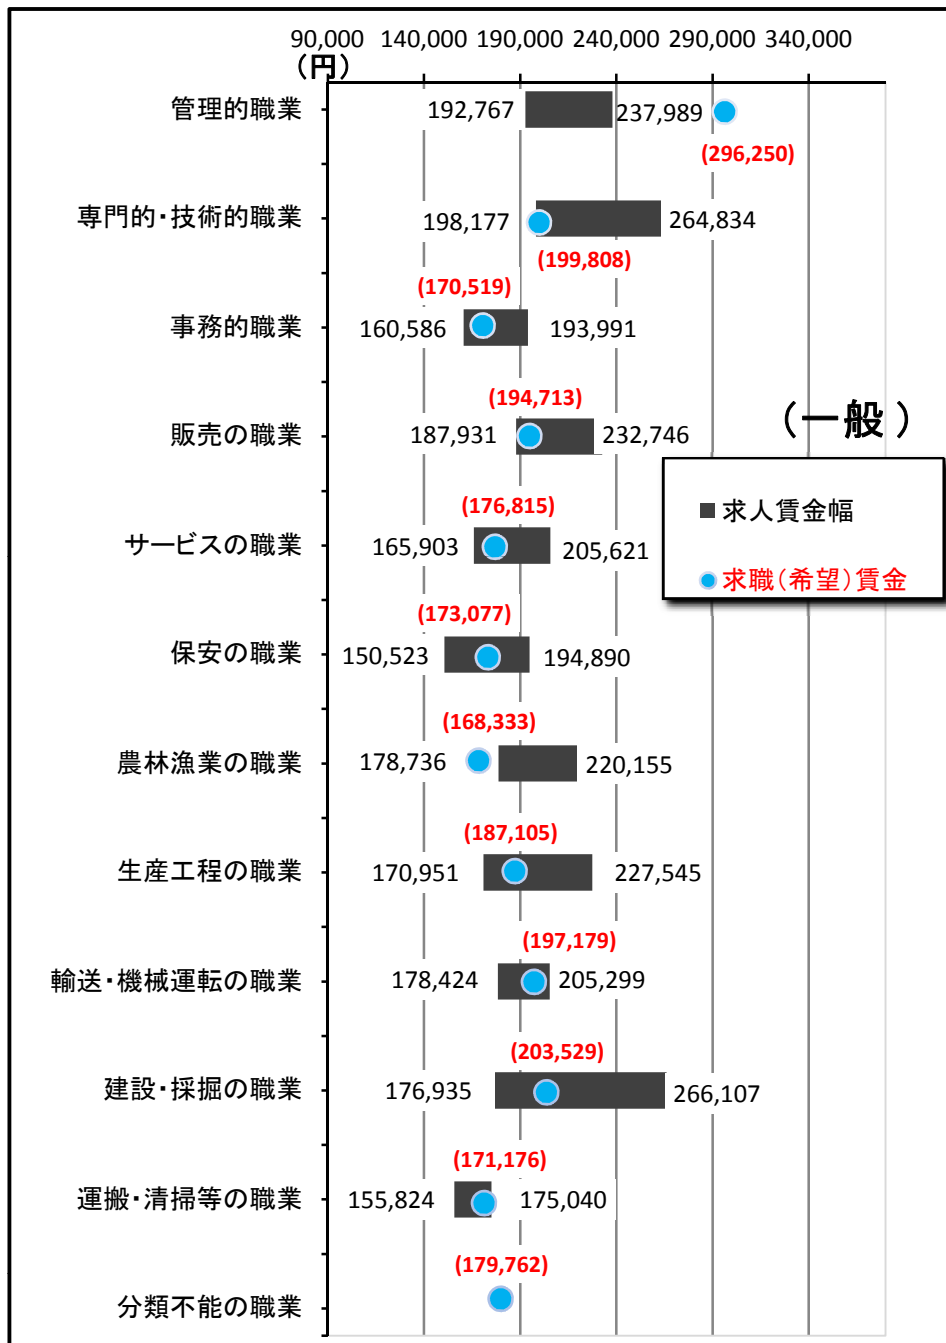 90,000 140,000 190,000 240,000 290,000 340,000
（円）
管理的職業 192,767 237,989
(296,250)
専門的・技術的職業 198,177 264,834
(199,808)
(170,519)
事務的職業 160,586 193,991
(194,713)
（一般）
販売の職業 187,931 232,746
(176,815)
求人賃金幅
サービスの職業 165,903 205,621
求職（希望）賃金
(173,077)
保安の職業 150,523 194,890
(168,333)
農林漁業の職業 178,736 220,155
(187,105)
生産工程の職業 170,951 227,545
(197,179)
輸送・機械運転の職業 178,424 205,299
(203,529)
建設・採掘の職業 176,935 266,107
(171,176)
運搬・清掃等の職業 155,824 175,040
(179,762)
分類不能の職業